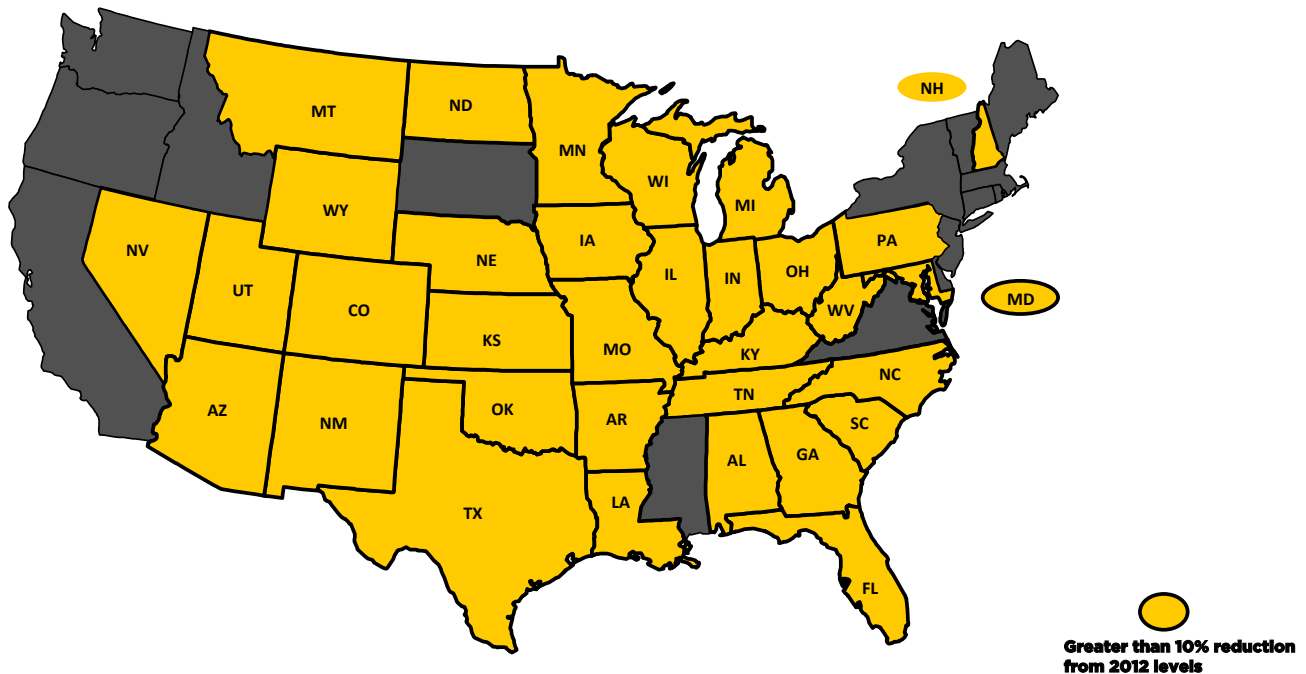 NH
MT
ND
MN
WI
MI
WY
NV
UT
CO
NE
IA
IL
IN
OH
PA
MD
WV
KS
MO
KY
NC
TN
AZ
NM
OK
AR
SC
AL
GA
LA
TX
FL
Greater than 10% reduction
from 2012 levels